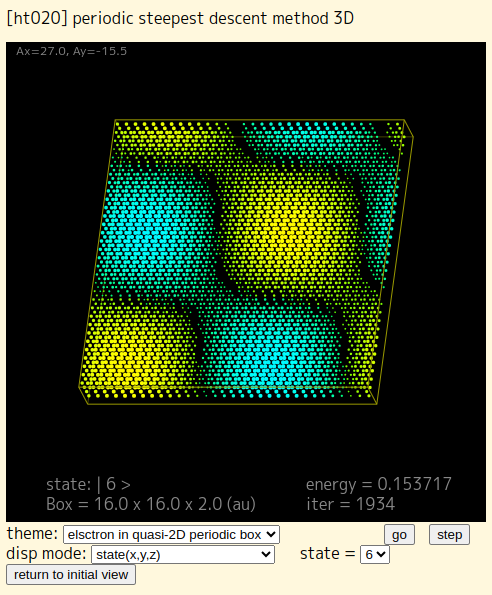 [ht020] periodic steepest descent method 3D
Ax=27.0, Ay=-15.5
state: | 6 > energy = 0.153717
Box = 16.0 x 16.0 x 2.0 (au) iter = 1934
theme: elsctron in quasi-2D periodic box go step
disp mode: state(x,y,z) state = 6
return to initial view